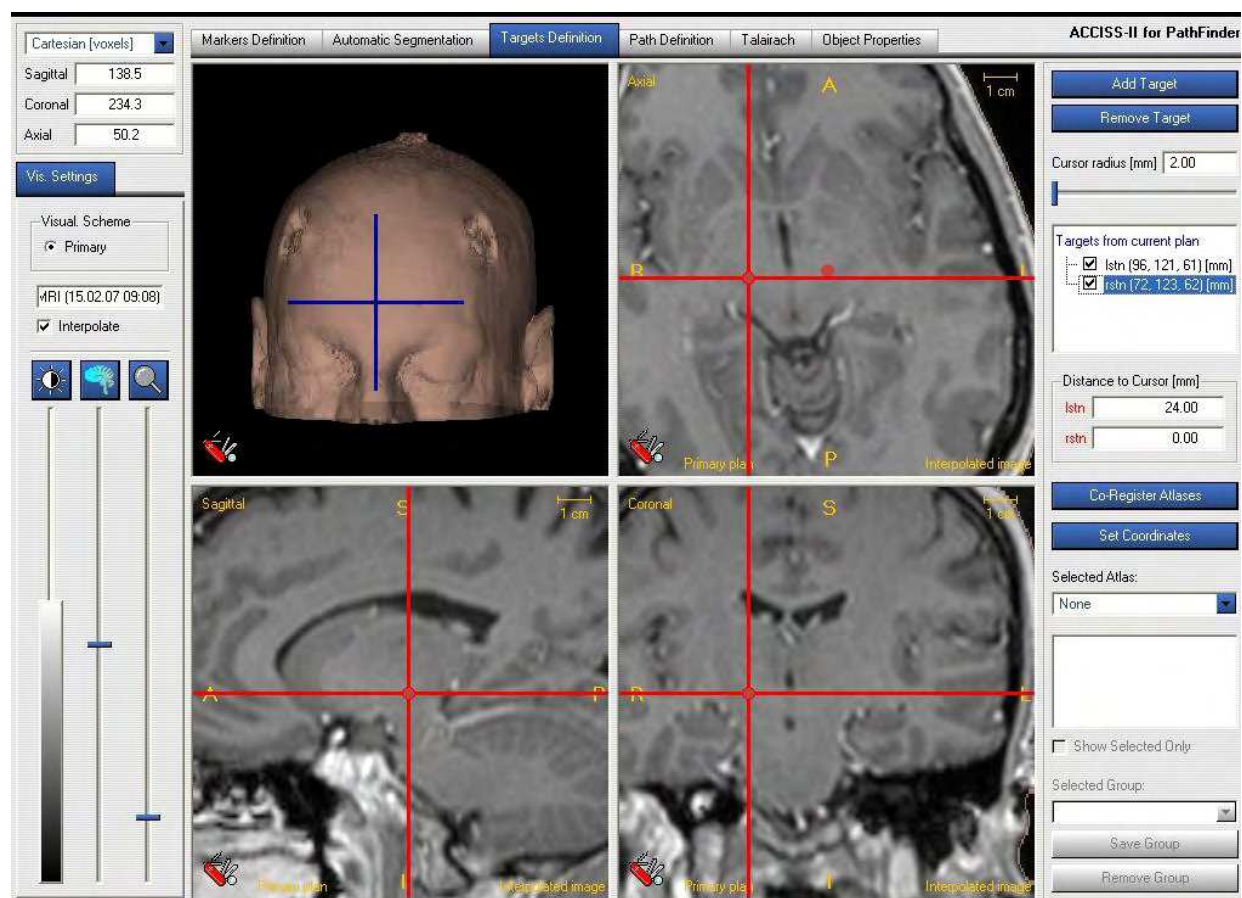 Cartesian [voxels]
Sagittal 138.5
Coronal 234.3
Axial 50.2
Vis. Settings
Visual. Scheme
Primary
MRI (15.02.07 09:08)
Interpolate
Markers Definition Automatic Segmentation Targets Definition Path Definition Talairach Object Properties
ACCISS-II for PathFinder
Axial A 1 cm
R L
Primary plan P Interpolated image
Sagittal S 1 cm
A P
Primary plan I Interpolated image
Coronal S 1 cm
R L
Primary plan I Interpolated image
Add Target
Remove Target
Cursor radius [mm] 2.00
Targets from current plan
lstn (96, 121, 61) [mm]
rstn (72, 123, 62) [mm]
Distance to Cursor [mm]
lstn 24.00
rstn 0.00
Co-Register Atlases
Set Coordinates
Selected Atlas:
None
Show Selected Only
Selected Group:
Save Group
Remove Group